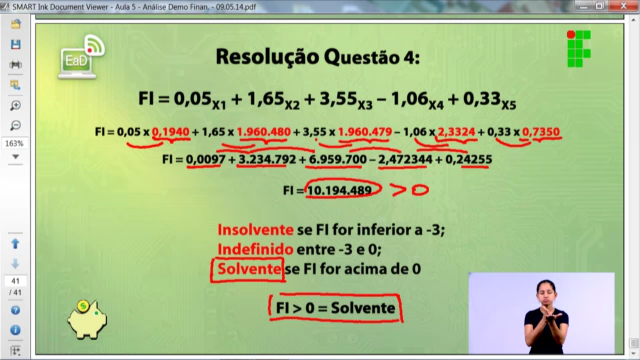 SMART Ink Document Viewer - Aula 5 - Análise Demo Finan. - 09.05.14.pdf
EaD
Resolução Questão 4:
FI = 0,05X1 + 1,65X2 + 3,55X3 – 1,06X4 + 0,33X5
FI = 0,05 x 0,1940 + 1,65 x 1.960.480 + 3,55 x 1.960.479 – 1,06 x 2,3324 + 0,33 x 0,7350
163%
FI = 0,0097 + 3.234.792 + 6.959.700 – 2,472344 + 0,24255
FI = 10.194.489 > 0
Insolvente se FI for inferior a -3;
Indefinido entre -3 e 0;
Solvente se FI for acima de 0
41
/ 41
$
FI > 0 = Solvente